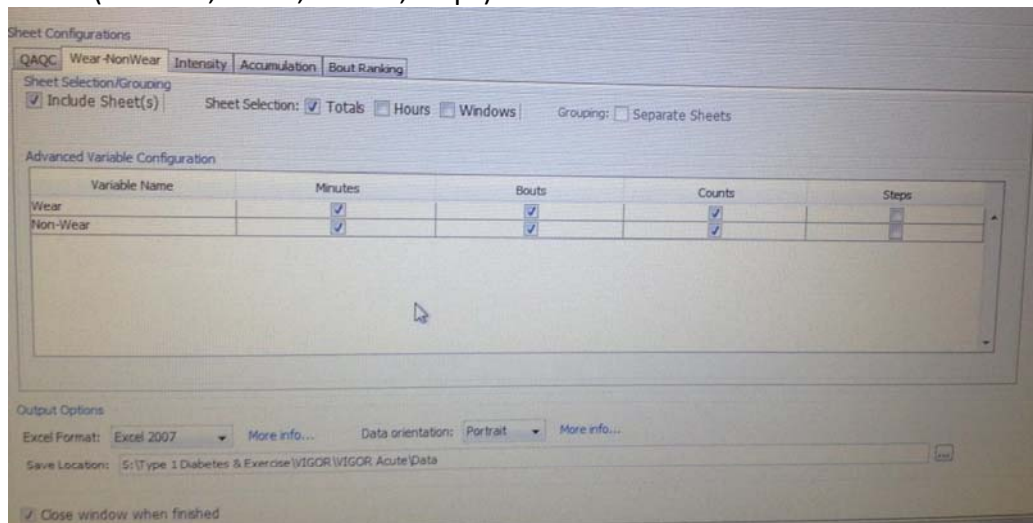 Sheet Configurations
QAQC Wear-NonWear Intensity Accumulation Bout Ranking
Sheet Selection/Grouping
Include Sheet(s) Sheet Selection: Totals Hours Windows Grouping: Separate Sheets
Advanced Variable Configuration
Variable Name Minutes Bouts Counts Steps
Wear
Non-Wear
Output Options
Excel Format: Excel 2007 More info... Data orientation: Portrait More info...
Save Location: S:\Type 1 Diabetes & Exercise\VIGOR\VIGOR Acute\Data ...
Close window when finished